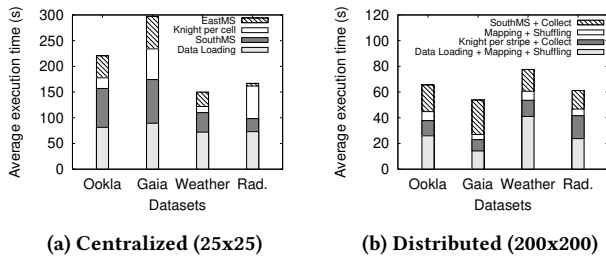 Average execution time (s)
300
250
200
150
100
50
0
EastMS
Knight per cell
SouthMS
Data Loading
Ookla Gaia Weather Rad.
Datasets
(a) Centralized (25x25)
Average execution time (s)
120
100
80
60
40
20
0
SouthMS + Collect
Mapping + Shuffling
Knight per stripe + Collect
Data Loading + Mapping + Shuffling
Ookla Gaia Weather Rad.
Datasets
(b) Distributed (200x200)